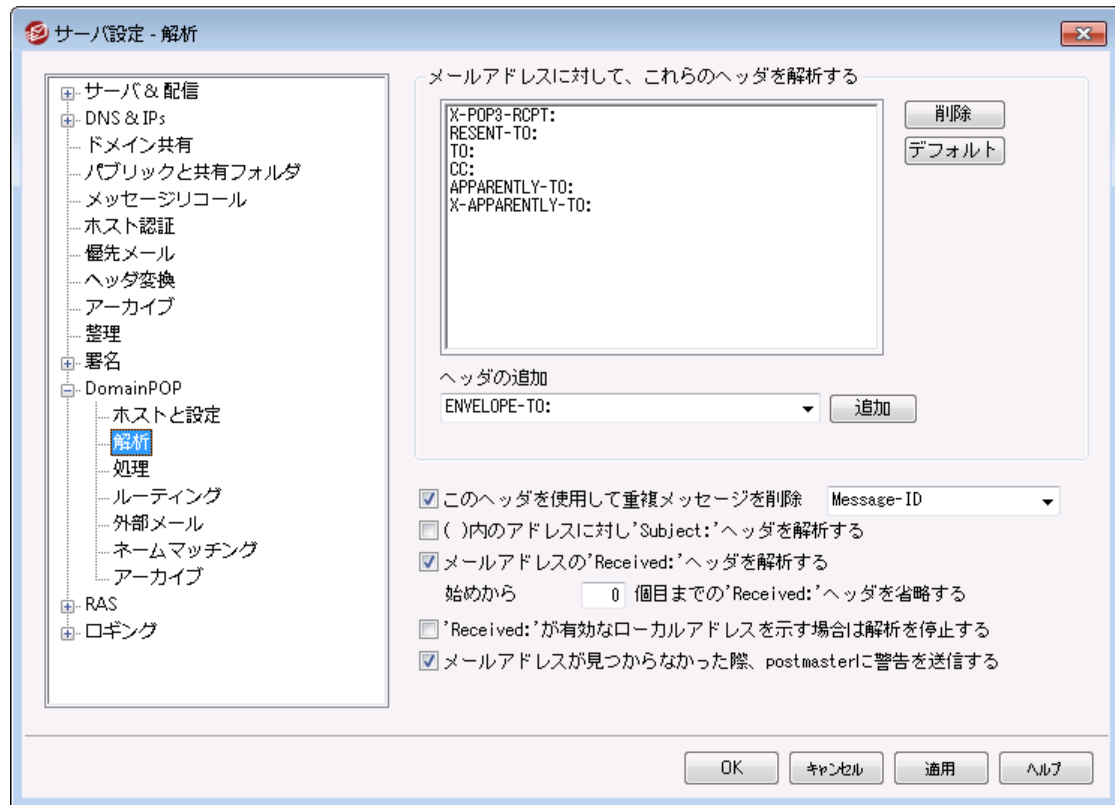 サーバ設定 - 解析
サーバ & 配信
DNS & IPs
ドメイン共有
パブリックと共有フォルダ
メッセージリコール
ホスト認証
優先メール
ヘッダ変換
アーカイブ
整理
署名
DomainPOP
ホストと設定
解析
処理
ルーティング
外部メール
ネームマッチング
アーカイブ
RAS
ロギング
メールアドレスに対して、これらのヘッダを解析する
X-POP3-RCPT:
RESENT-TO:
TO:
CC:
APPARENTLY-TO:
X-APPARENTLY-TO:
削除
デフォルト
ヘッダの追加
ENVELOPE-TO: 追加
このヘッダを使用して重複メッセージを削除 Message-ID
( )内のアドレスに対し'Subject:'ヘッダを解析する
メールアドレスの'Received:'ヘッダを解析する
始めから 0 個目までの'Received:'ヘッダを省略する
'Received:'が有効なローカルアドレスを示す場合は解析を停止する
メールアドレスが見つからなかった際、postmasterに警告を送信する
OK キャンセル 適用 ヘルプ